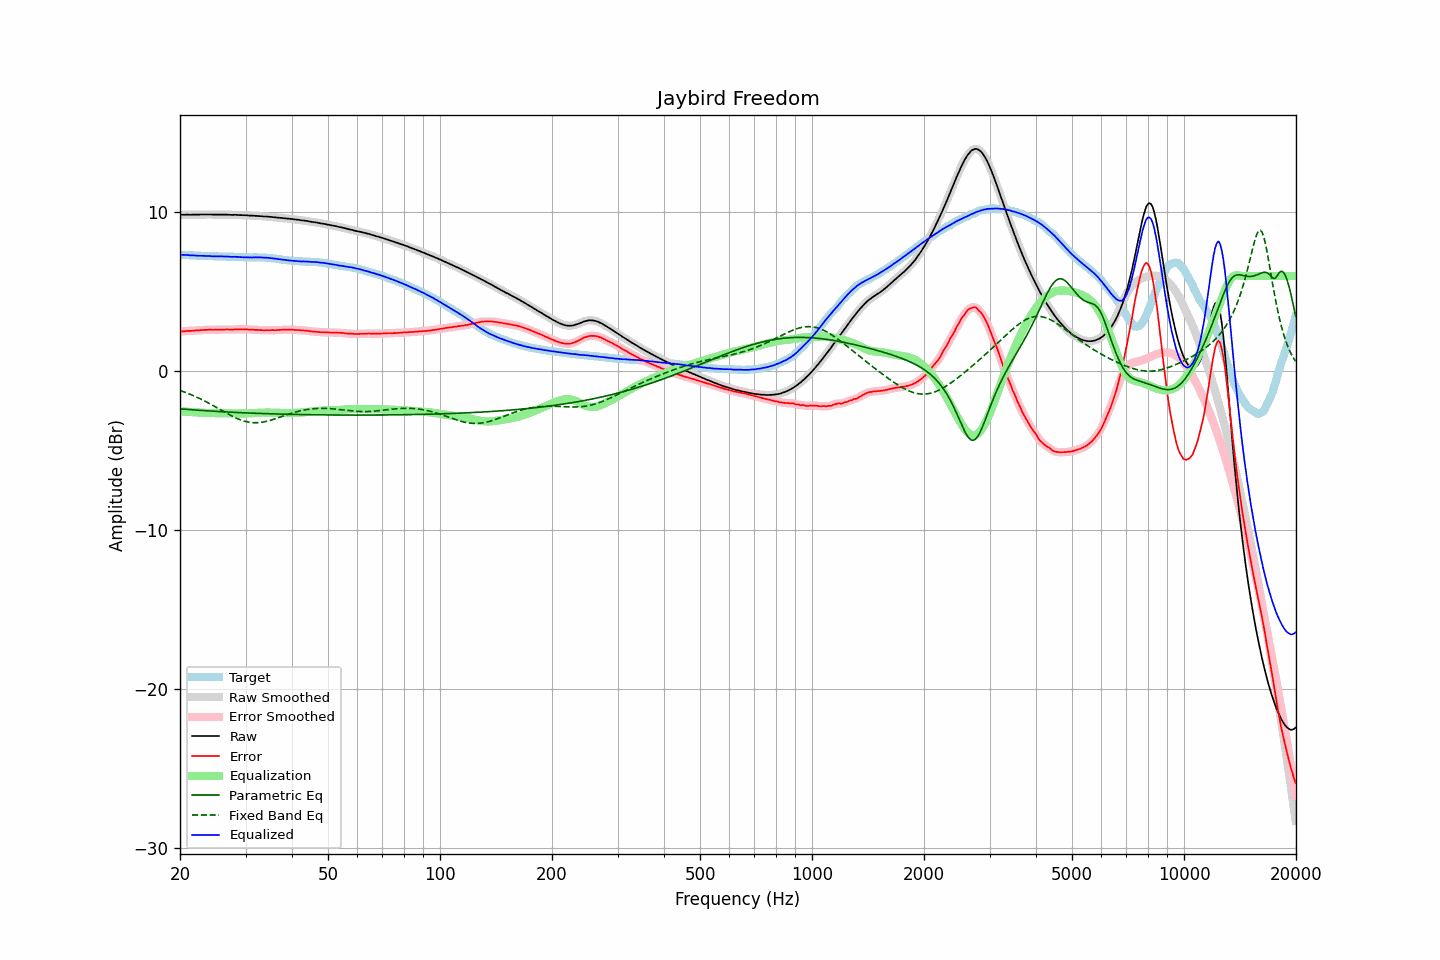 Jaybird Freedom
Amplitude (dBr)
10
0
−10
−20
−30
Target
Raw Smoothed
Error Smoothed
Raw
Error
Equalization
Parametric Eq
Fixed Band Eq
Equalized
20 50 100 200 500 1000 2000 5000 10000 20000
Frequency (Hz)